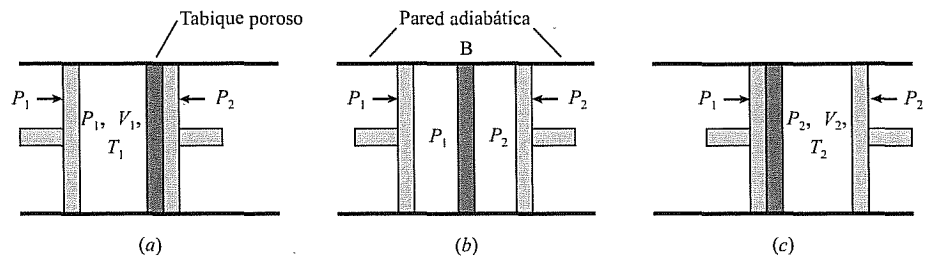 Tabique poroso
Pared adiabática
B
P₁
P₁, V₁,
T₁
P₂
P₁
P₁
P₂
P₂
P₁
P₂, V₂,
T₂
P₂
(a)
(b)
(c)